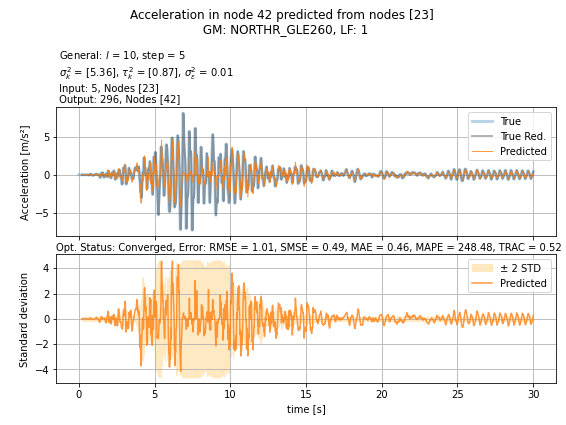 Acceleration in node 42 predicted from nodes [23]
GM: NORTHR_GLE260, LF: 1
General: l = 10, step = 5
σ²ₖ = [5.36], τ²ₖ = [0.87], σ²ε = 0.01
Input: 5, Nodes [23]
Output: 296, Nodes [42]
Acceleration [m/s²]
5
0
−5
True
True Red.
Predicted
Opt. Status: Converged, Error: RMSE = 1.01, SMSE = 0.49, MAE = 0.46, MAPE = 248.48, TRAC = 0.52
Standard deviation
4
2
0
−2
−4
± 2 STD
Predicted
0 5 10 15 20 25 30
time [s]